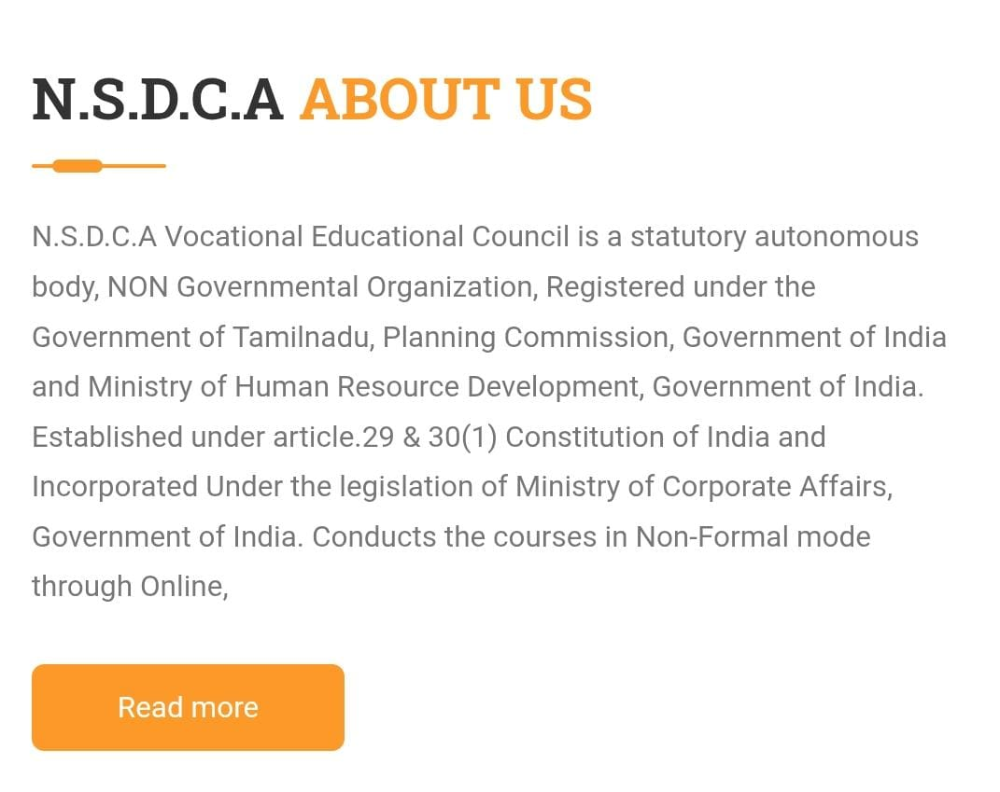 N.S.D.C.A ABOUT US
N.S.D.C.A Vocational Educational Council is a statutory autonomous
body, NON Governmental Organization, Registered under the
Government of Tamilnadu, Planning Commission, Government of India
and Ministry of Human Resource Development, Government of India.
Established under article.29 & 30(1) Constitution of India and
Incorporated Under the legislation of Ministry of Corporate Affairs,
Government of India. Conducts the courses in Non-Formal mode
through Online,
Read more